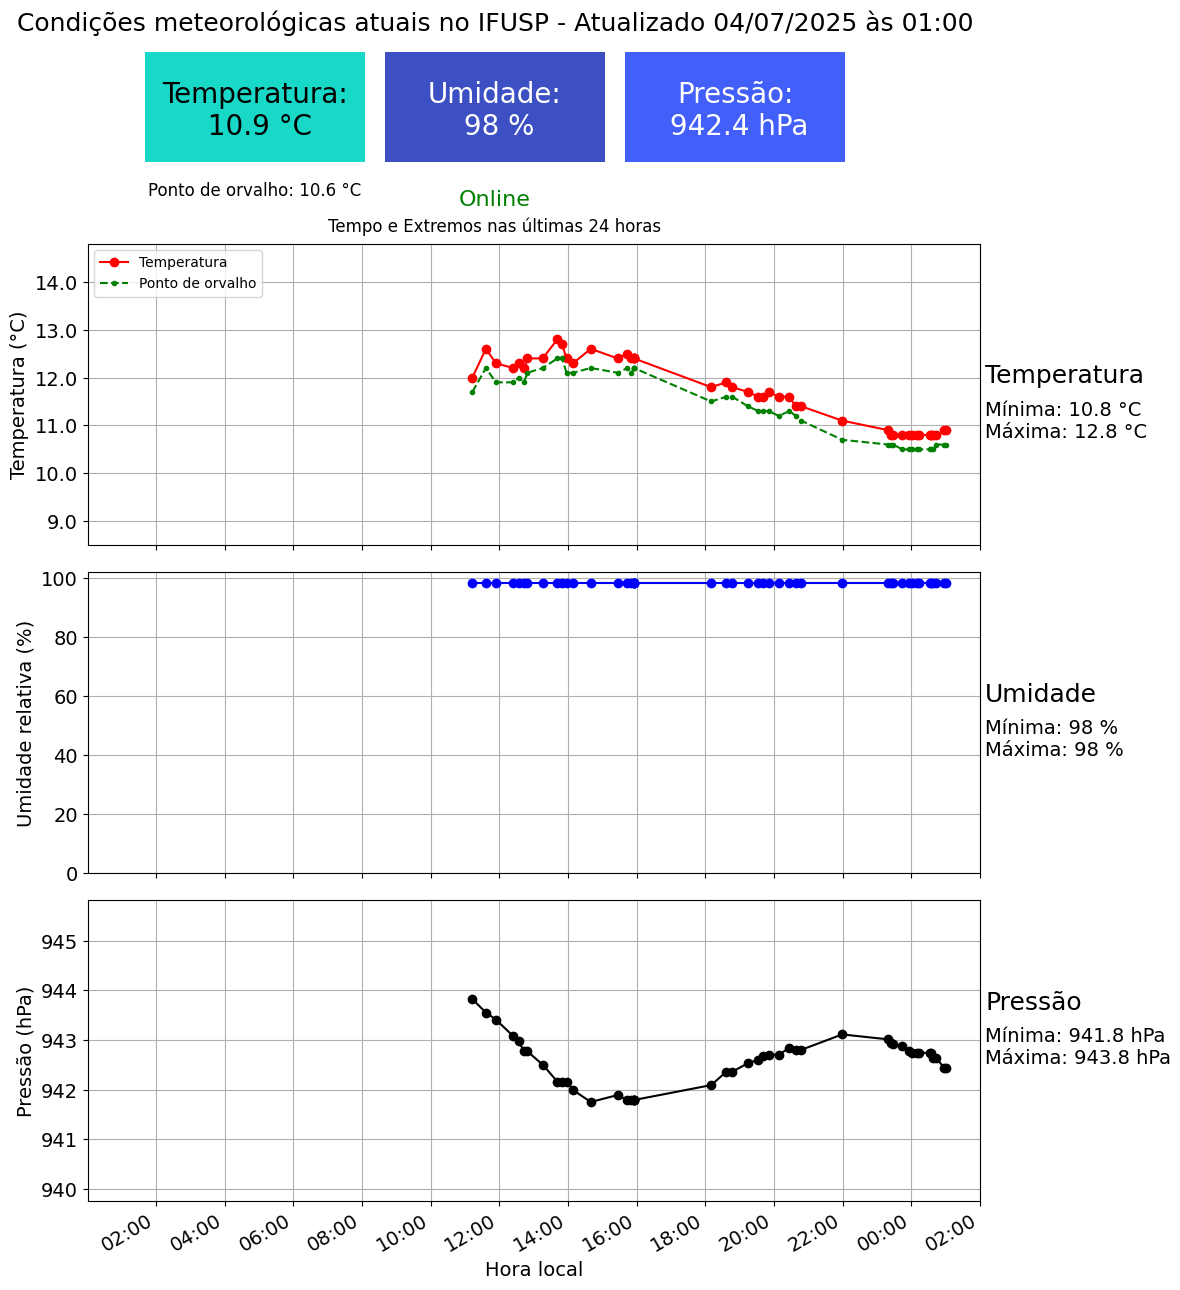 Condições meteorológicas atuais no IFUSP - Atualizado 04/07/2025 às 01:00
Temperatura:
10.9 °C
Umidade:
98 %
Pressão:
942.4 hPa
Ponto de orvalho: 10.6 °C
Online
Tempo e Extremos nas últimas 24 horas
Temperatura
Ponto de orvalho
Temperatura (°C)
14.0
13.0
12.0
11.0
10.0
9.0
Temperatura
Mínima: 10.8 °C
Máxima: 12.8 °C
Umidade relativa (%)
100
80
60
40
20
0
Umidade
Mínima: 98 %
Máxima: 98 %
Pressão (hPa)
945
944
943
942
941
940
Pressão
Mínima: 941.8 hPa
Máxima: 943.8 hPa
02:00 04:00 06:00 08:00 10:00 12:00 14:00 16:00 18:00 20:00 22:00 00:00 02:00
Hora local